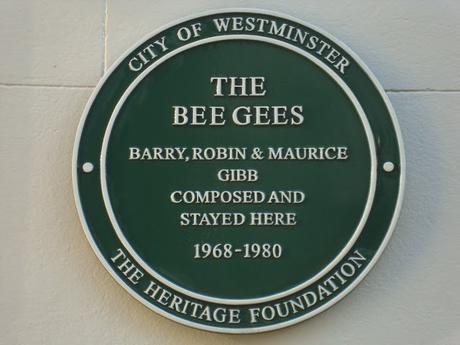 CITY OF WESTMINSTER
THE
BEE GEES
BARRY, ROBIN & MAURICE
GIBB
COMPOSED AND
STAYED HERE
1968-1980
THE HERITAGE FOUNDATION